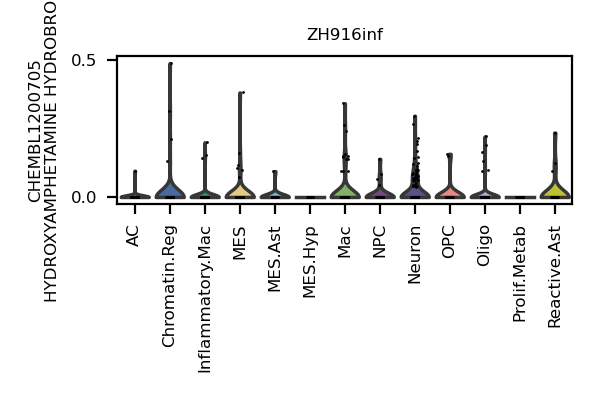 ZH916inf
CHEMBL1200705
HYDROXYAMPHETAMINE HYDROBRO
0.5
0.0
AC
Chromatin.Reg
Inflammatory.Mac
MES
MES.Ast
MES.Hyp
Mac
NPC
Neuron
OPC
Oligo
Prolif.Metab
Reactive.Ast